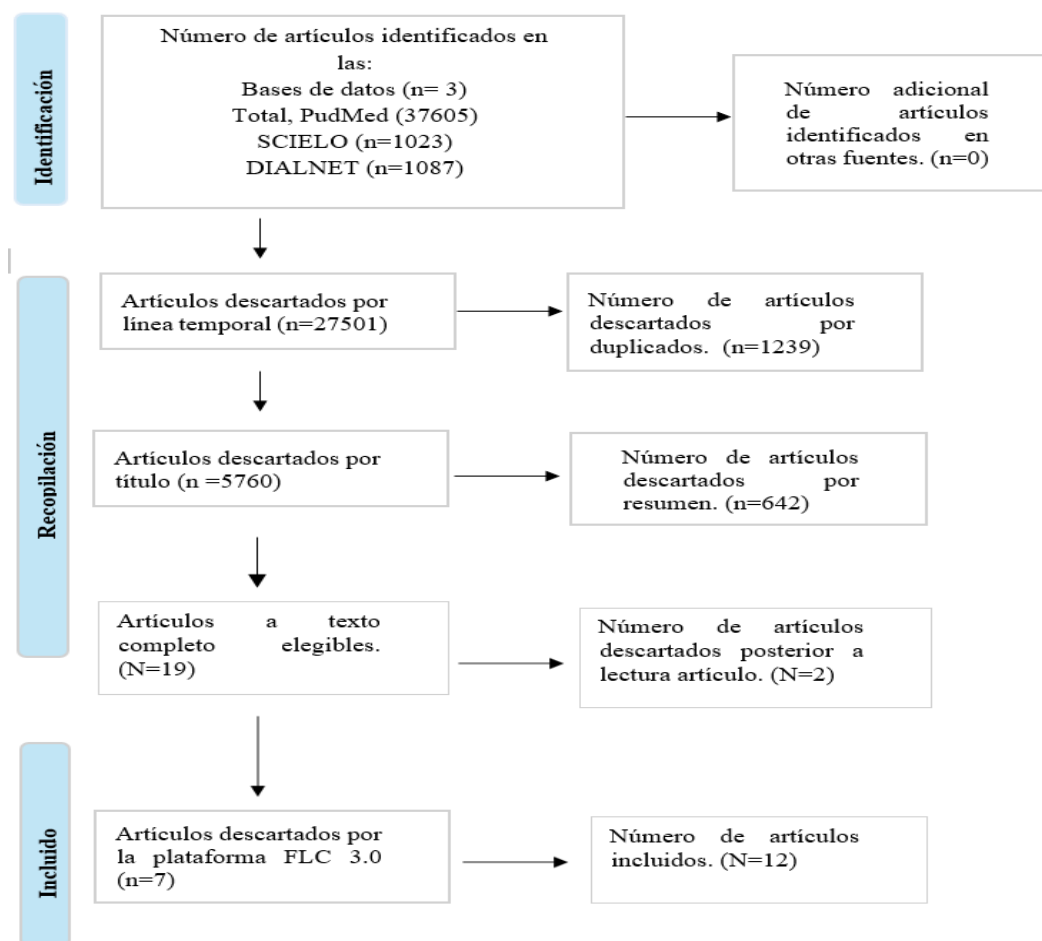 Identificación
Número de artículos identificados en
las:
Bases de datos (n= 3)
Total, PudMed (37605)
SCIELO (n=1023)
DIALNET (n=1087)
Número adicional
de artículos
identificados en
otras fuentes. (n=0)
Recopilación
Artículos descartados por
línea temporal (n=27501)
Número de artículos
descartados por
duplicados. (n=1239)
Artículos descartados por
título (n =5760)
Número de artículos
descartados por
resumen. (n=642)
Artículos a texto
completo elegibles.
(N=19)
Número de artículos
descartados posterior a
lectura artículo. (N=2)
Incluido
Artículos descartados por
la plataforma FLC 3.0
(n=7)
Número de artículos
incluidos. (N=12)